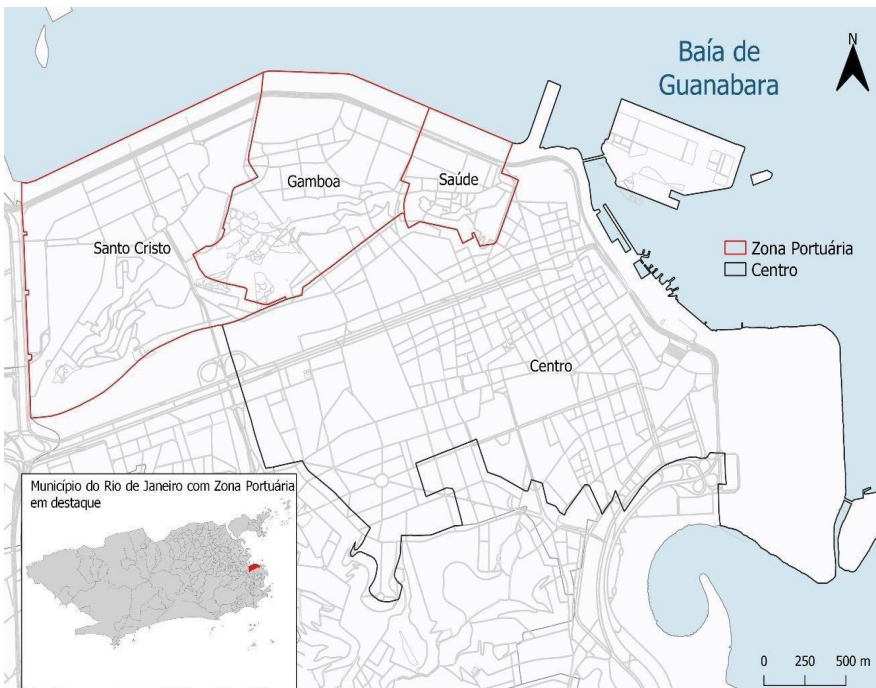 Baía de
Guanabara
N
Gamboa
Saúde
Santo Cristo
Zona Portuária
Centro
Centro
Município do Rio de Janeiro com Zona Portuária
em destaque
0 250 500 m